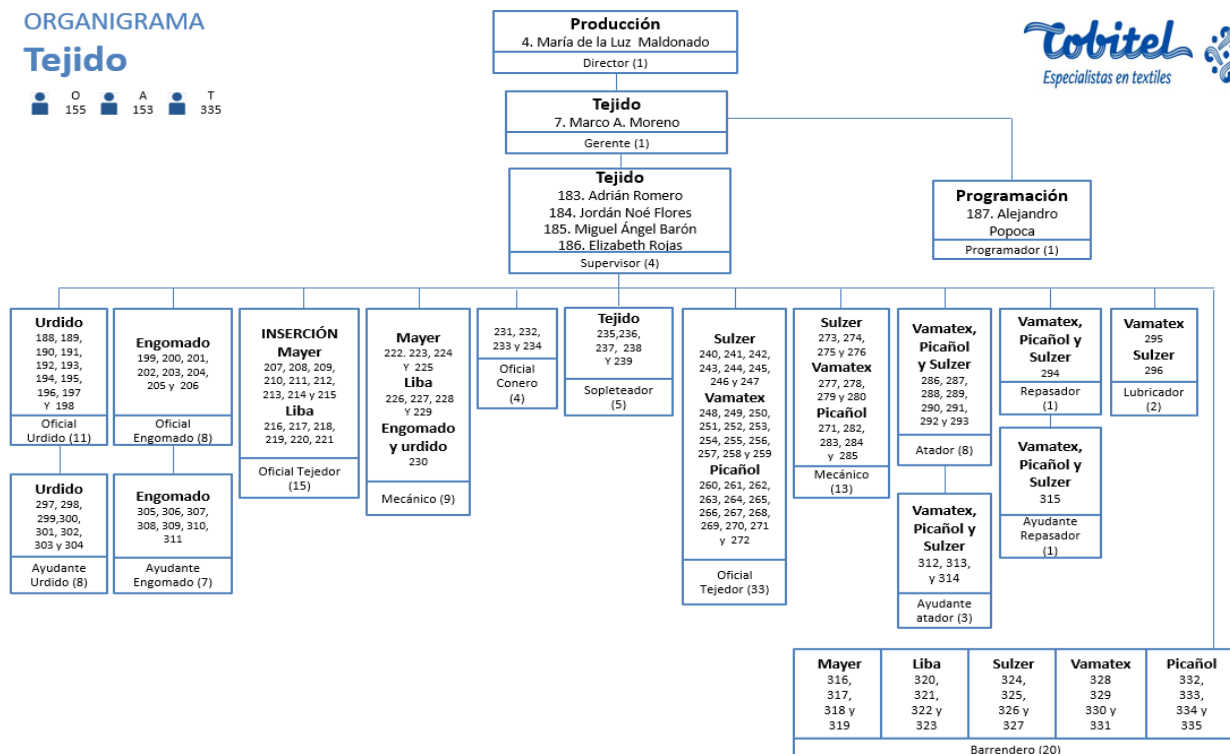 ORGANIGRAMA
Tejido
O
155
A
153
T
335
Tobitel
Especialistas en textiles
Producción
4. María de la Luz Maldonado
Director (1)
Tejido
7. Marco A. Moreno
Gerente (1)
Tejido
183. Adrián Romero
184. Jordán Noé Flores
185. Miguel Ángel Barón
186. Elizabeth Rojas
Supervisor (4)
Programación
187. Alejandro
Popoca
Programador (1)
Urdido
188, 189,
190, 191,
192, 193,
194, 195,
196, 197
Y 198
Oficial
Urdido (11)
Engomado
199, 200, 201,
202, 203, 204,
205 y 206
Oficial
Engomado (8)
INSERCIÓN
Mayer
207, 208, 209,
210, 211, 212,
213, 214 y 215
Liba
216, 217, 218,
219, 220, 221
Oficial Tejedor
(15)
Mayer
222. 223, 224
Y 225
Liba
226, 227, 228
Y 229
Engomado
y urdido
230
Mecánico (9)
231, 232,
233 y 234
Oficial
Conero
(4)
Tejido
235,236,
237, 238
Y 239
Sopleteador
(5)
Sulzer
240, 241, 242,
243, 244, 245,
246 y 247
Vamatex
248, 249, 250,
251, 252, 253,
254, 255, 256,
257, 258 y 259
Picañol
260, 261, 262,
263, 264, 265,
266, 267, 268,
269, 270, 271
y 272
Oficial
Tejedor (33)
Sulzer
273, 274,
275 y 276
Vamatex
277, 278,
279 y 280
Picañol
271, 282,
283, 284
y 285
Mecánico
(13)
Vamatex,
Picañol
y Sulzer
286, 287,
288, 289,
290, 291,
292 y 293
Atador (8)
Vamatex,
Picañol y
Sulzer
294
Repasador
(1)
Vamatex
295
Sulzer
296
Lubricador
(2)
Urdido
297, 298,
299,300,
301, 302,
303 y 304
Ayudante
Urdido (8)
Engomado
305, 306, 307,
308, 309, 310,
311
Ayudante
Engomado (7)
Vamatex,
Picañol y
Sulzer
312, 313,
y 314
Ayudante
atador (3)
Vamatex,
Picañol y
Sulzer
315
Ayudante
Repasador
(1)
Mayer
316,
317,
318 y
319
Liba
320,
321,
322 y
323
Sulzer
324,
325,
326 y
327
Vamatex
328
329
330 y
331
Picañol
332,
333,
334 y
335
Barrendero (20)